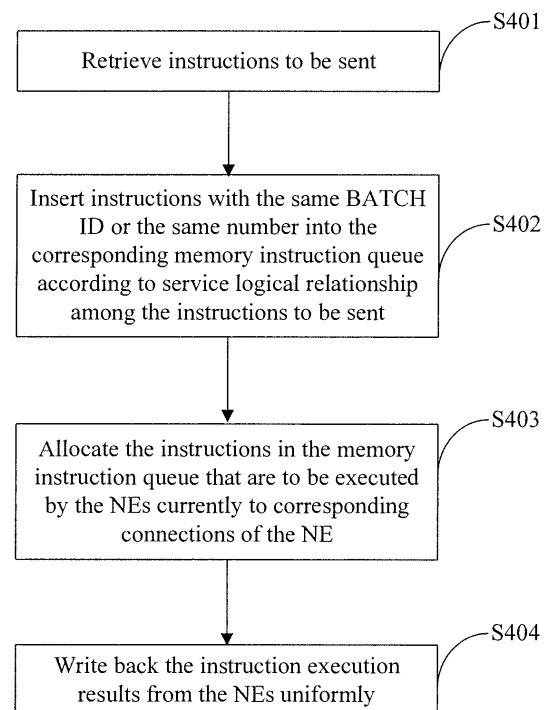 S401
Retrieve instructions to be sent
Insert instructions with the same BATCH
ID or the same number into the
corresponding memory instruction queue
according to service logical relationship
among the instructions to be sent
S402
S403
Allocate the instructions in the memory
instruction queue that are to be executed
by the NEs currently to corresponding
connections of the NE
S404
Write back the instruction execution
results from the NEs uniformly